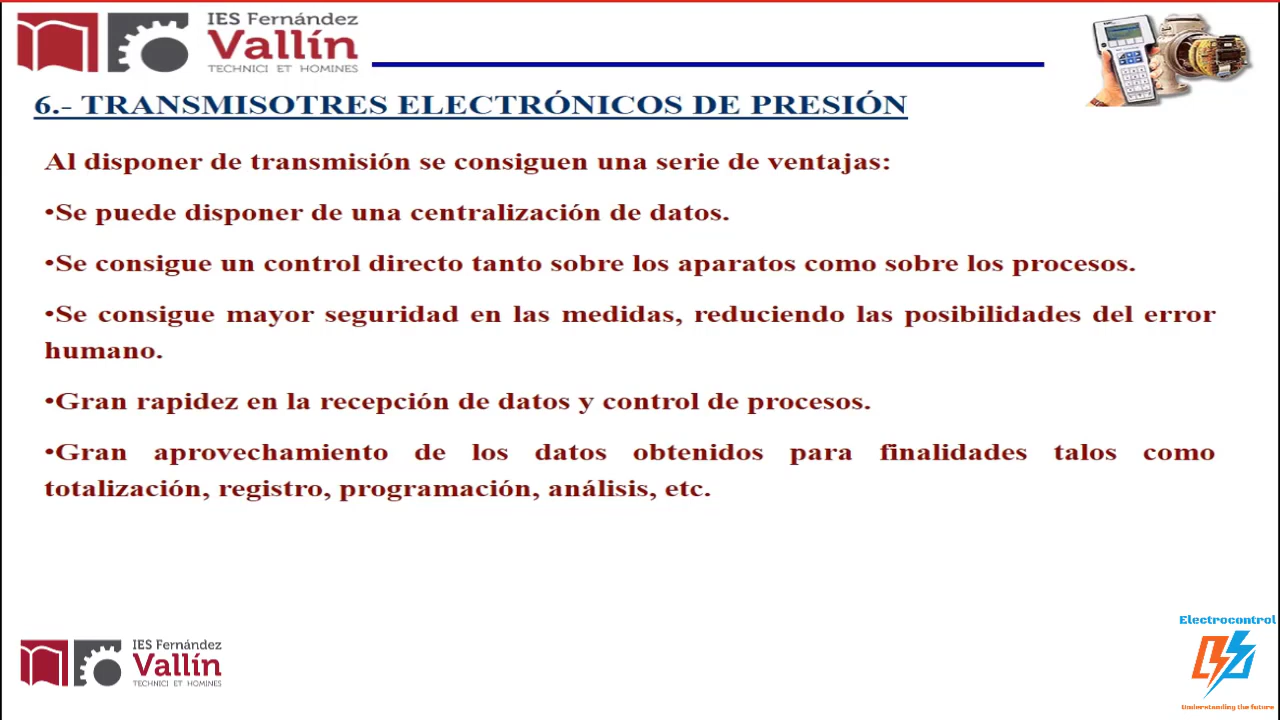 IES Fernández
Vallín
TECHNICI ET HOMINES
6.- TRANSMISOTRES ELECTRÓNICOS DE PRESIÓN
Al disponer de transmisión se consiguen una serie de ventajas:
•Se puede disponer de una centralización de datos.
•Se consigue un control directo tanto sobre los aparatos como sobre los procesos.
•Se consigue mayor seguridad en las medidas, reduciendo las posibilidades del error
humano.
•Gran rapidez en la recepción de datos y control de procesos.
•Gran aprovechamiento de los datos obtenidos para finalidades talos como
totalización, registro, programación, análisis, etc.
Electrocontrol
IES Fernández
Vallín
TECHNICI ET HOMINES
Understanding the future